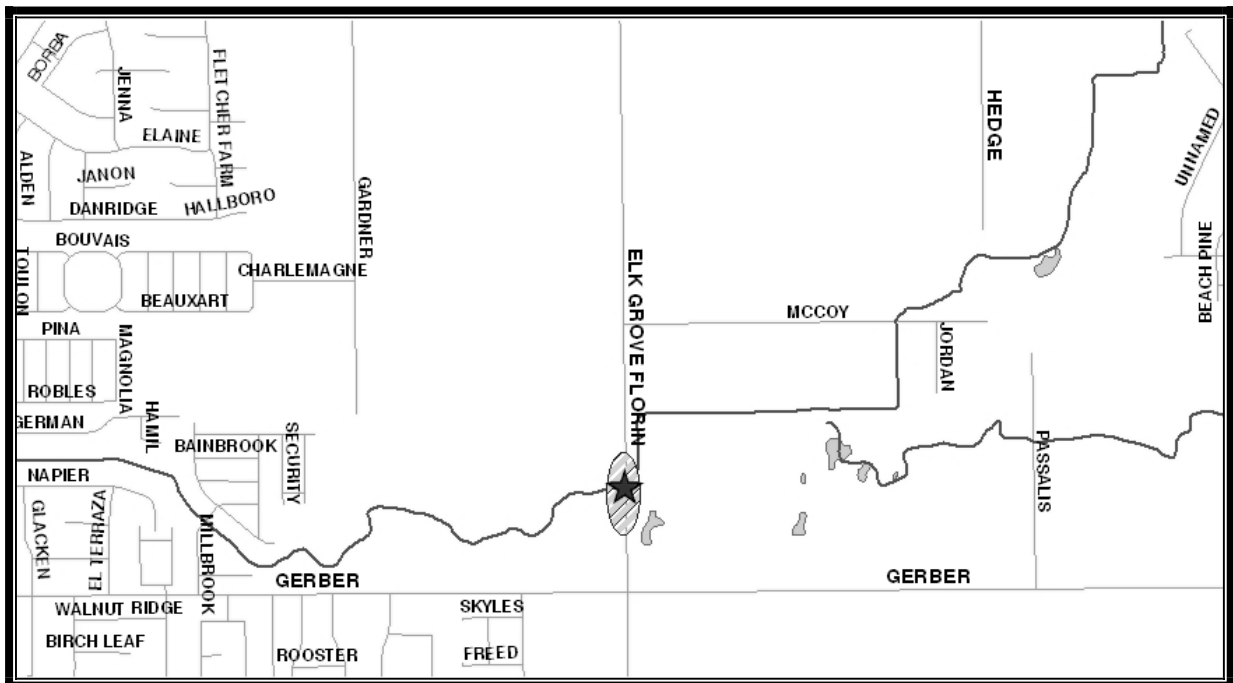 BORBA
JENNA
FLETCHER FARM
ELAINE
ALDEN
JANON
DANRIDGE
HALLBORO
GARDNER
HEDGE
UNNAMED
BOUVAIS
TOULON
CHARLEMAGNE
BEAUXART
ELK GROVE FLORIN
BEACH PINE
MCCOY
JORDAN
PINA
MAGNOLIA
ROBLES
GERMAN
HAMIL
BAINBROOK
SECURITY
PASSALIS
NAPIER
GLACKEN
EL TERRAZA
MILLBROOK
GERBER
GERBER
WALNUT RIDGE
SKYLES
BIRCH LEAF
ROOSTER
FREED